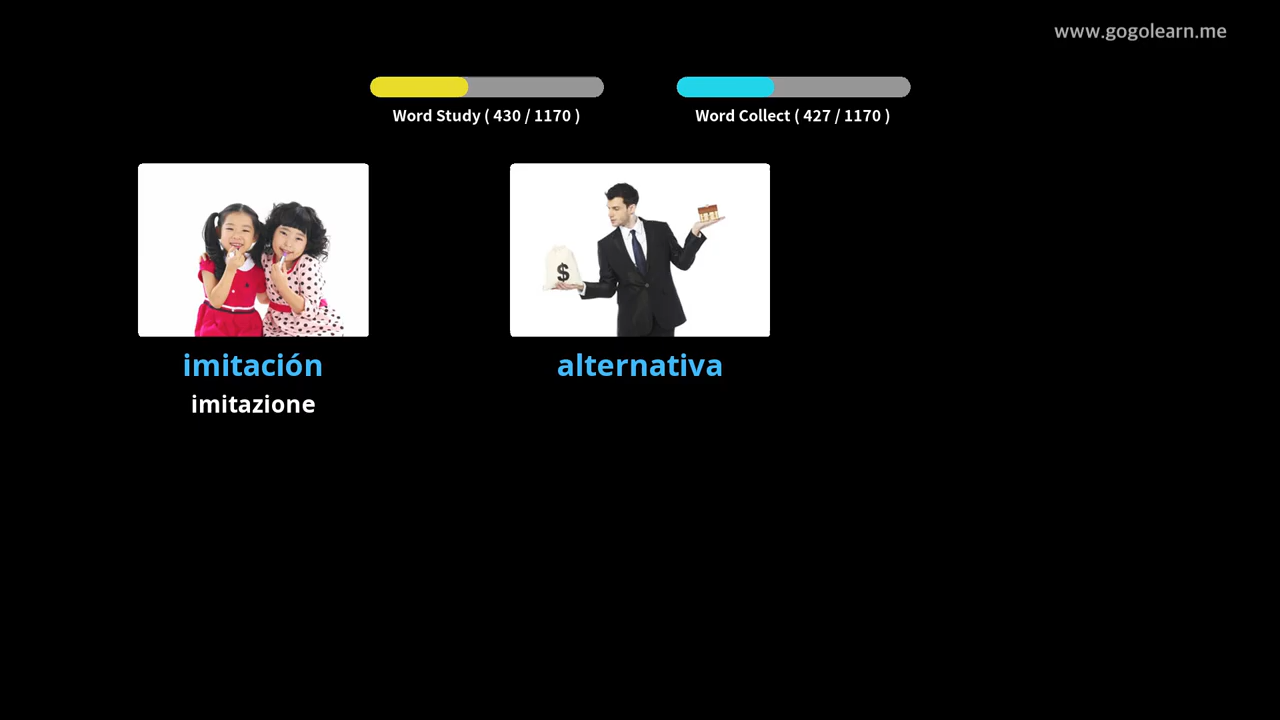 www.gogolearn.me
Word Study ( 430 / 1170 )
Word Collect ( 427 / 1170 )
$
imitación
alternativa
imitazione